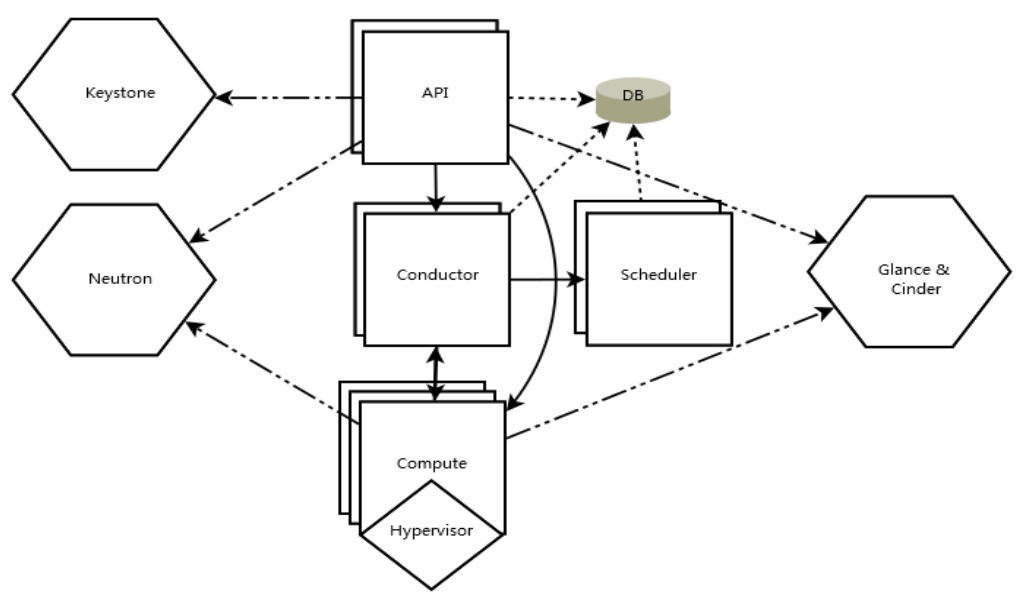 Keystone
API
DB
Neutron
Conductor
Scheduler
Glance &
Cinder
Compute
Hypervisor